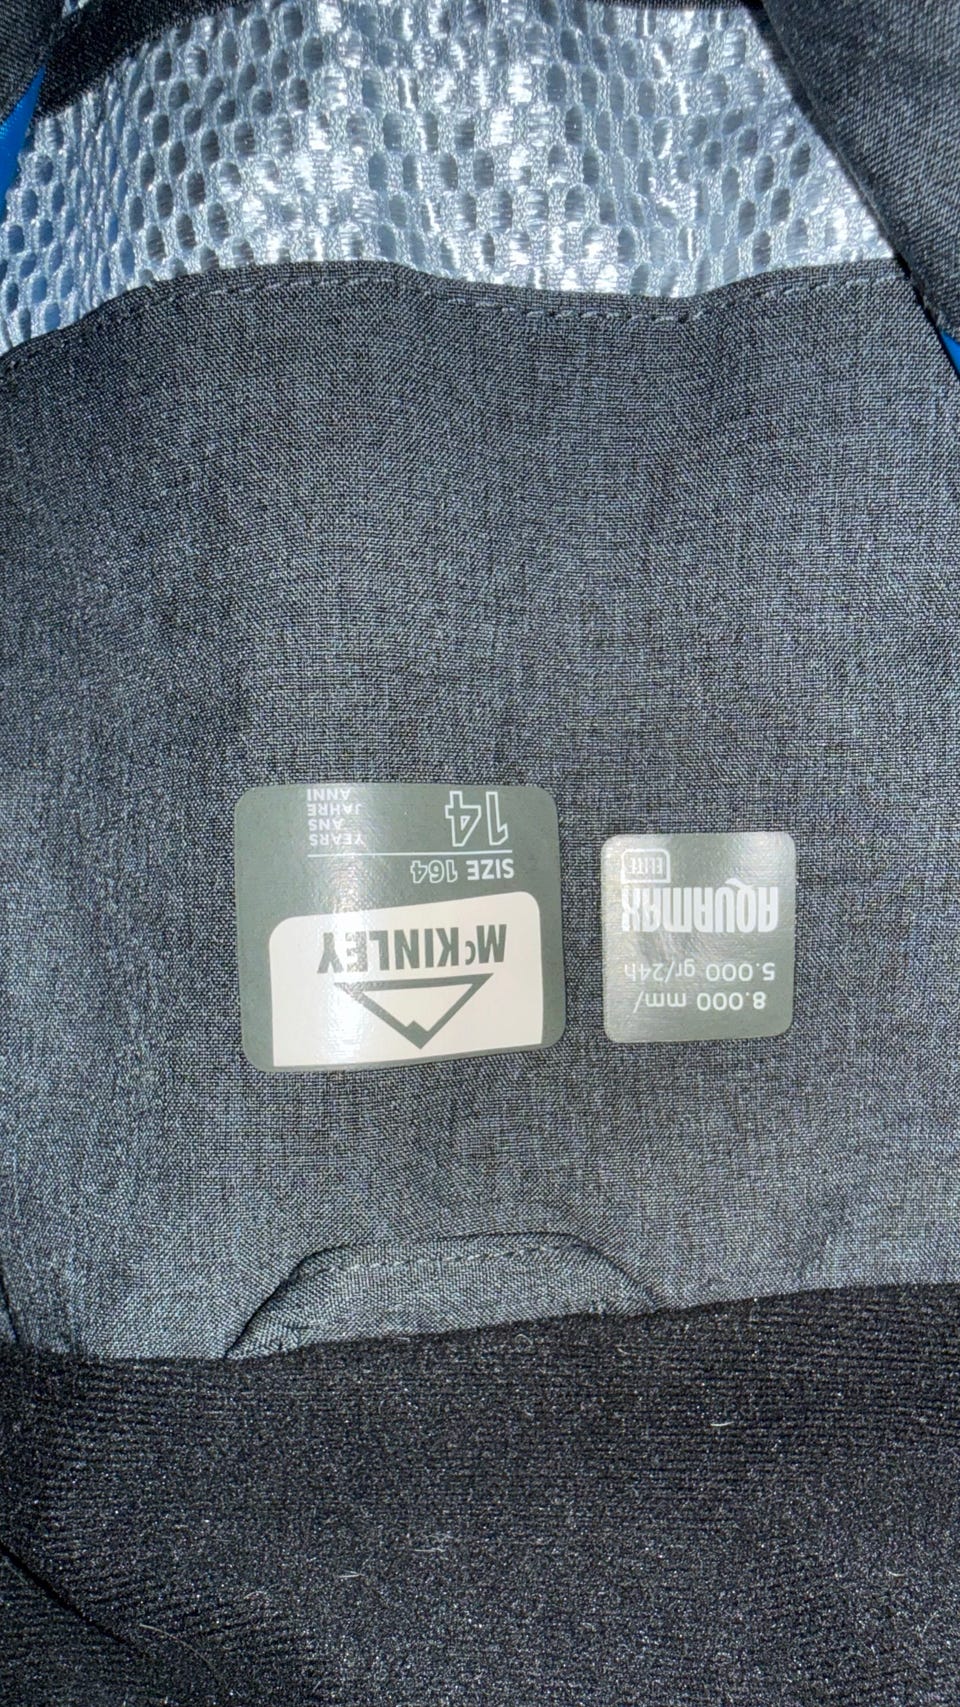 8.000 mm/
5.000 gr/24h
AQUAMAX
ELITE
McKINLEY
SIZE 164
14
YEARS
ANS
JAHRE
ANNI